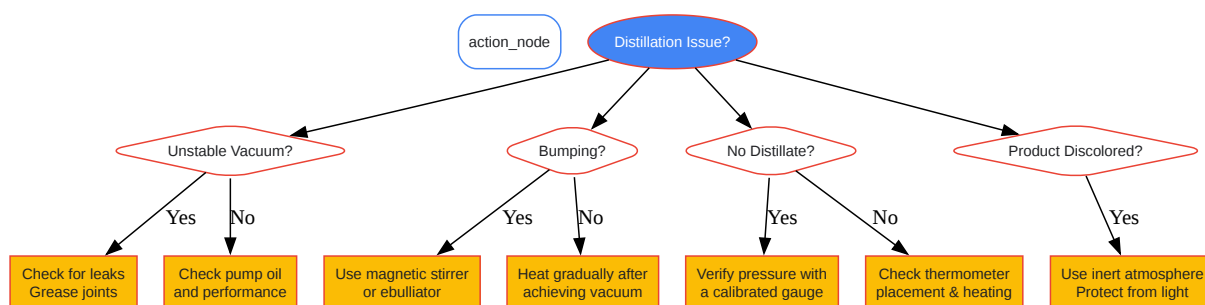 action_node
Distillation Issue?
Unstable Vacuum?
Bumping?
No Distillate?
Product Discolored?
Yes
No
Yes
No
Yes
No
Yes
Check for leaks
Grease joints
Check pump oil
and performance
Use magnetic stirrer
or ebulliator
Heat gradually after
achieving vacuum
Verify pressure with
a calibrated gauge
Check thermometer
placement & heating
Use inert atmosphere
Protect from light